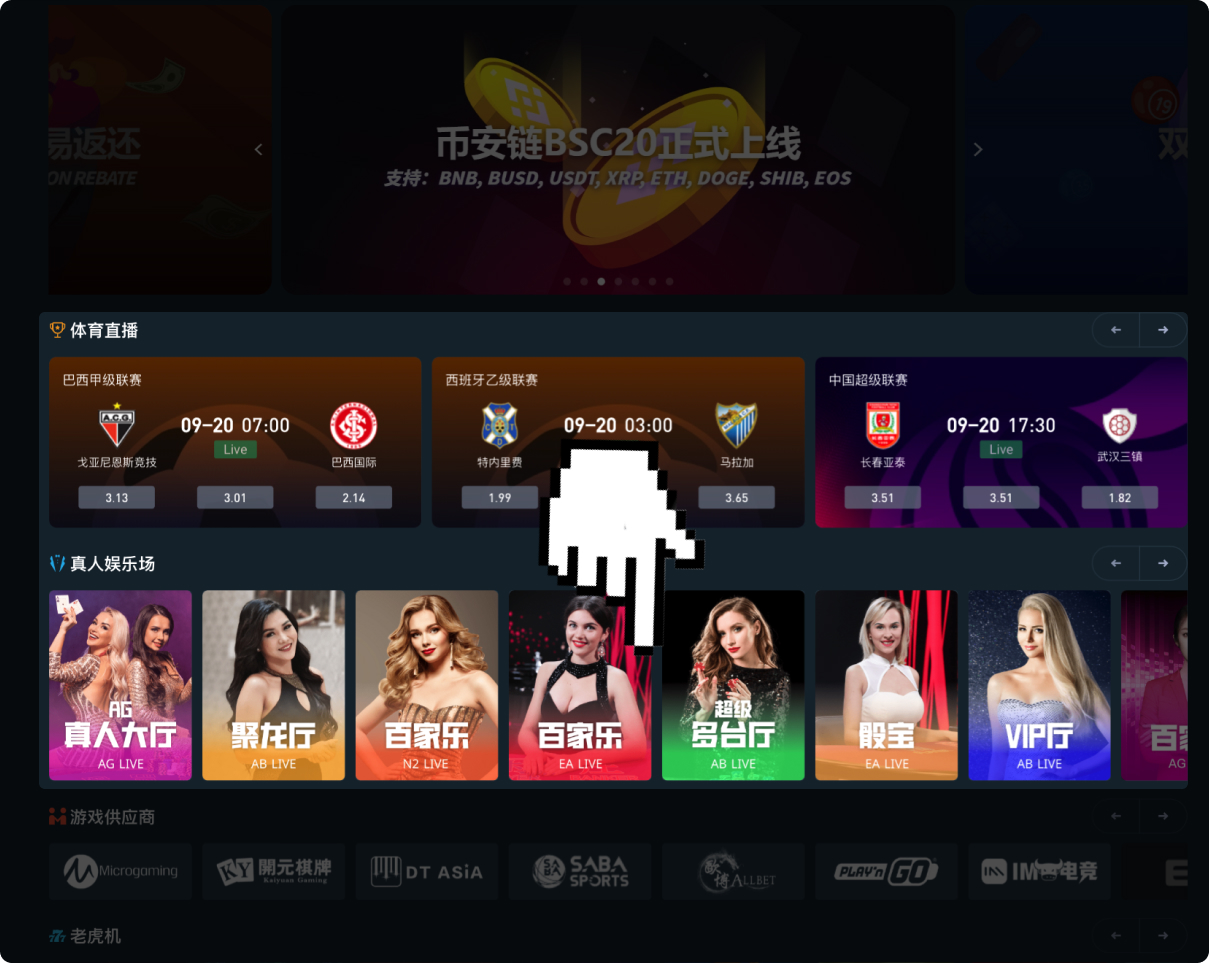 易返还
ON REBATE
币安链BSC20正式上线
支持：BNB, BUSD, USDT, XRP, ETH, DOGE, SHIB, EOS
19
双
体育直播
巴西甲级联赛
A.C.G.
09-20 07:00
Live
戈亚尼恩斯竞技
巴西国际
3.13
3.01
2.14
西班牙乙级联赛
09-20 03:00
特内里费
马拉加
1.99
3.65
中国超级联赛
09-20 17:30
Live
长春亚泰
武汉三镇
3.51
3.51
1.82
真人娱乐场
AG
真人大厅
AG LIVE
聚龙厅
AB LIVE
百家乐
N2 LIVE
百家乐
EA LIVE
超级
多台厅
AB LIVE
骰宝
EA LIVE
VIP厅
AB LIVE
百
AG
游戏供应商
Microgaming
KY 開元棋牌
Kaiyuan Gaming
DT ASiA
SABA
SPORTS
ALLBET
PLAY'n GO
IM电竞
E
777 老虎机